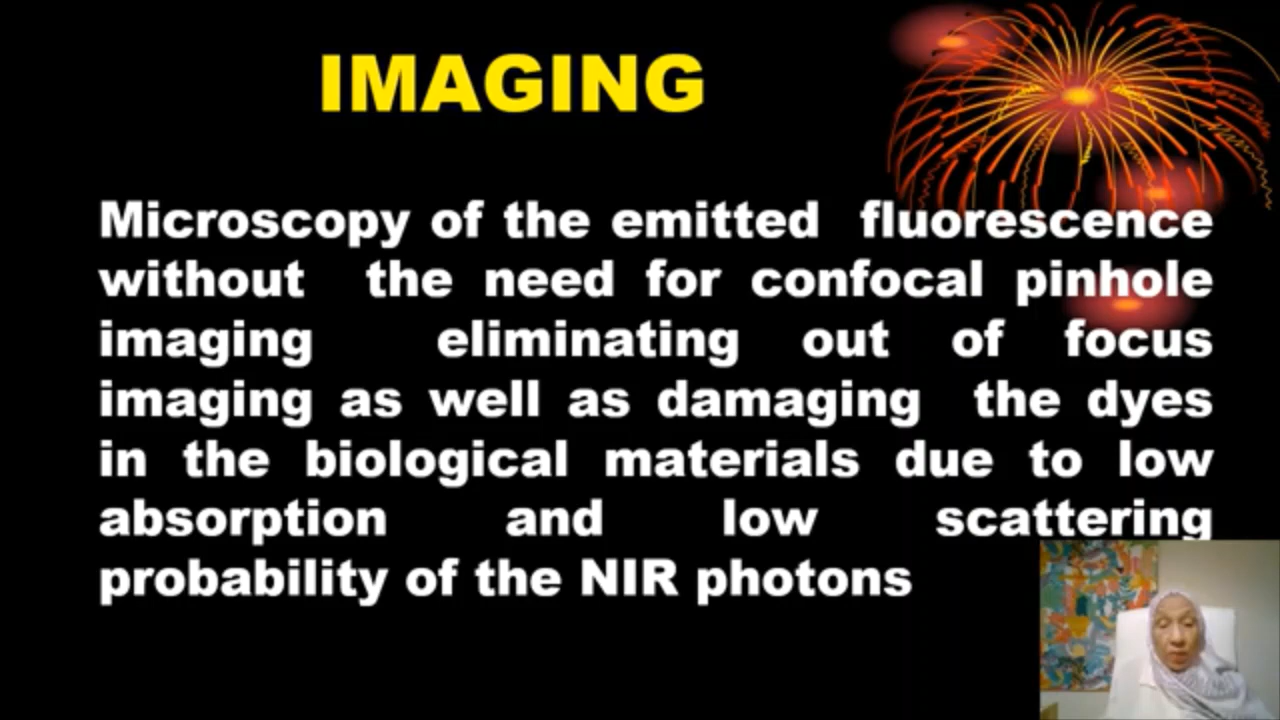 IMAGING
Microscopy of the emitted fluorescence
without the need for confocal pinhole
imaging eliminating out of focus
imaging as well as damaging the dyes
in the biological materials due to low
absorption and low scattering
probability of the NIR photons